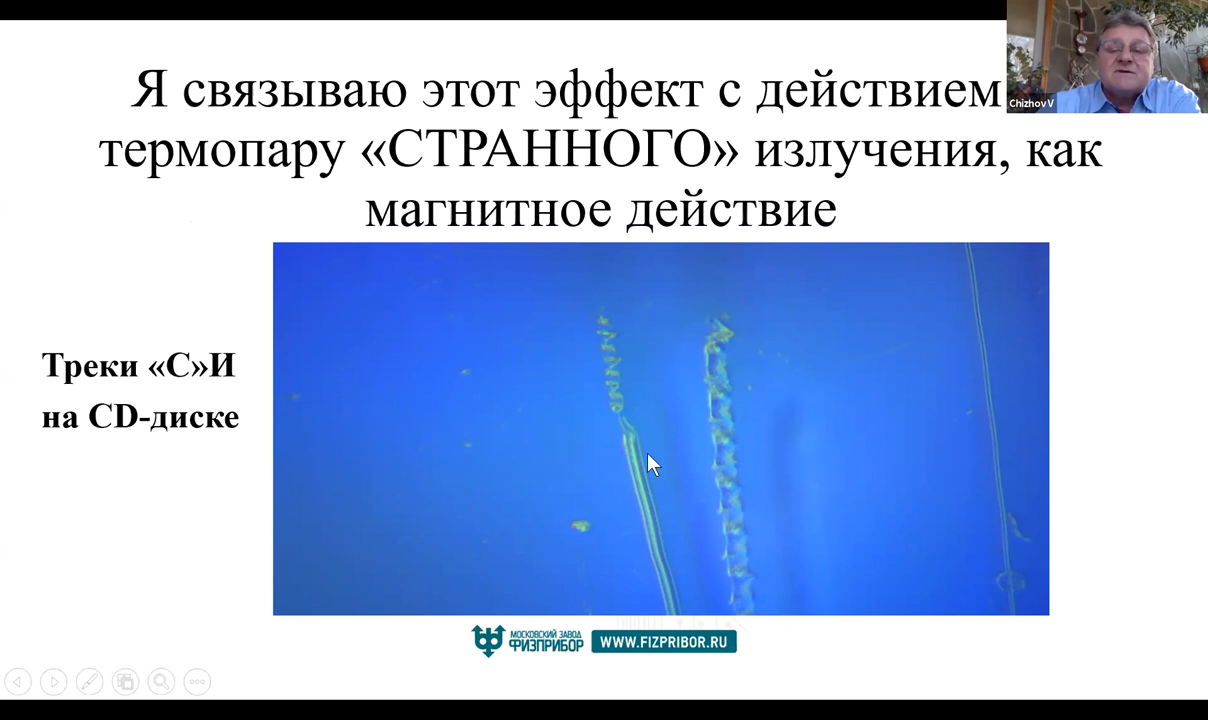 Я связываю этот эффект с действием
Chizhov V
термопару «СТРАННОГО» излучения, как
магнитное действие
Треки «С»И
на CD-диске
МОСКОВСКИЙ ЗАВОД
ФИЗПРИБОР
WWW.FIZPRIBOR.RU